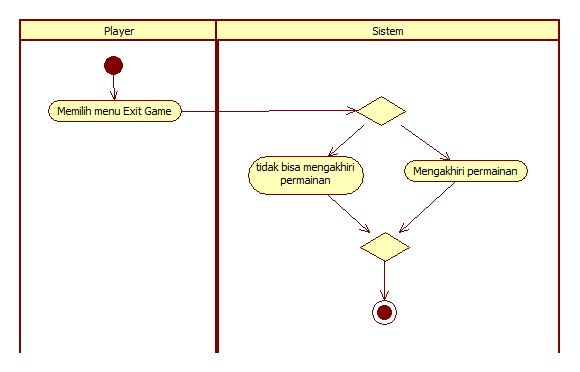 Player
Sistem
Memilih menu Exit Game
tidak bisa mengakhiri
permainan
Mengakhiri permainan